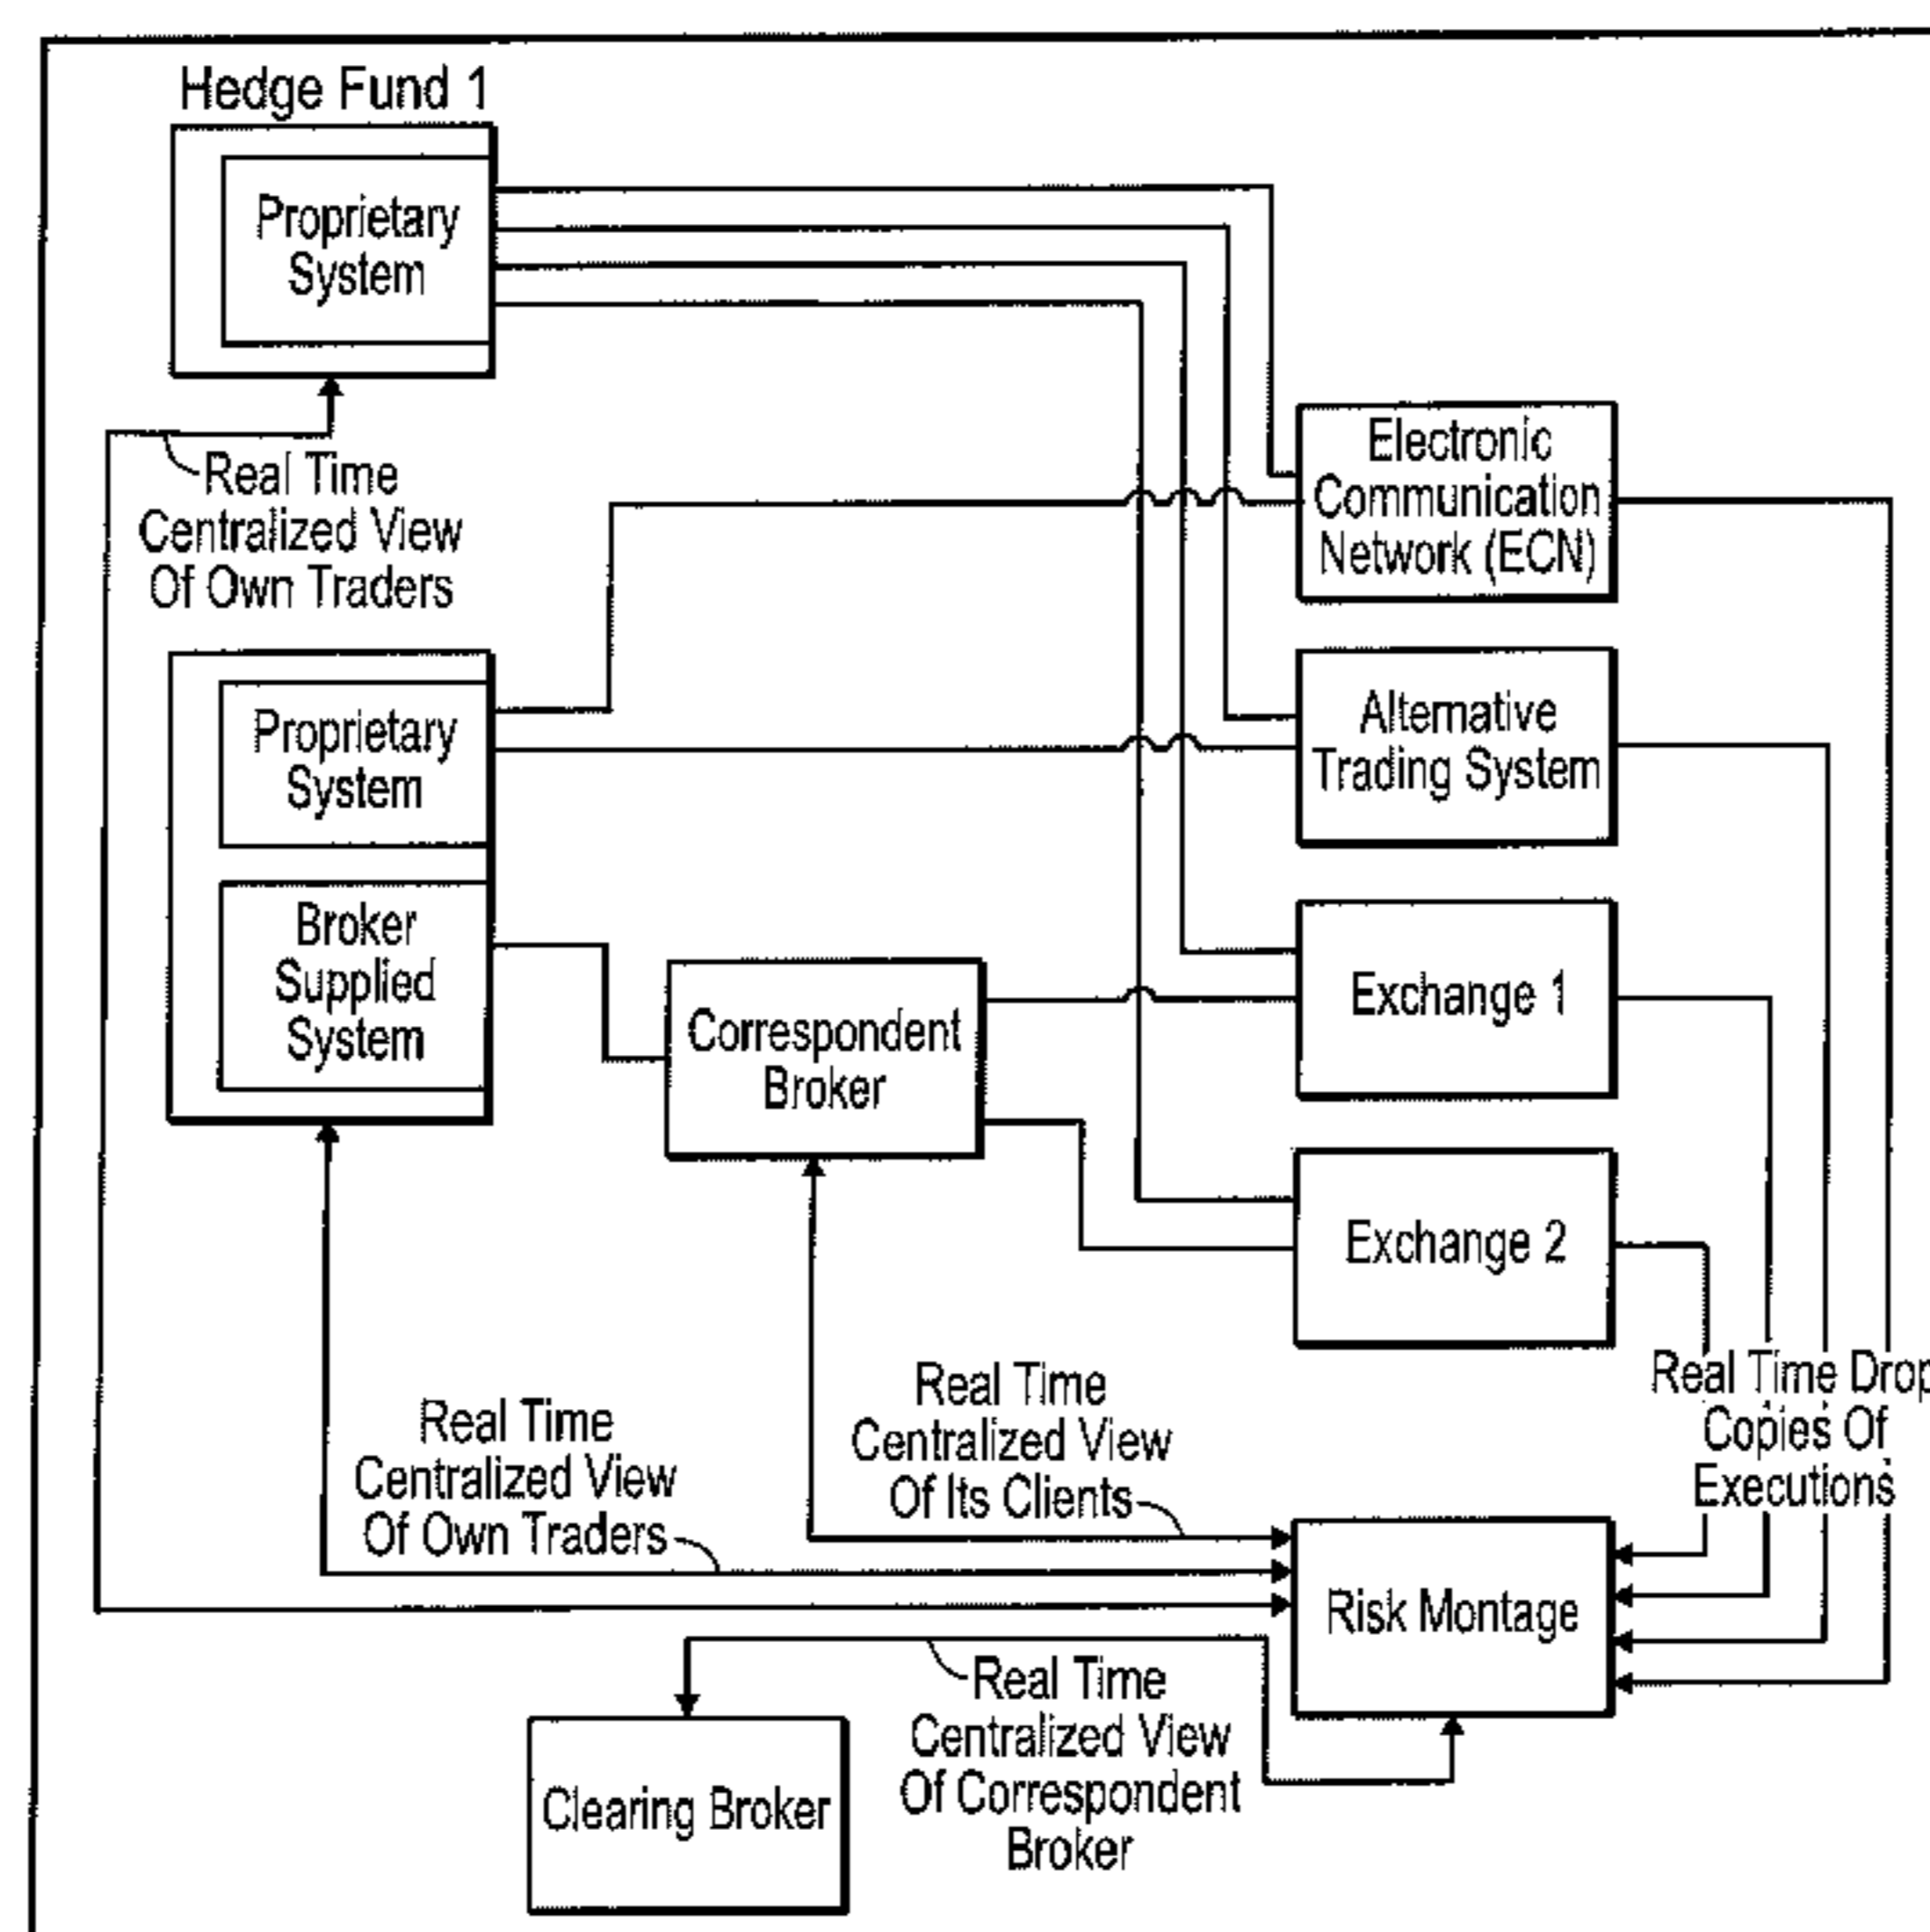 Hedge Fund 1
Proprietary
System
Real Time
Centralized View
Of Own Traders
Electronic
Communication
Network (ECN)
Proprietary
System
Alternative
Trading System
Broker
Supplied
System
Correspondent
Broker
Exchange 1
Exchange 2
Real Time Drop
Copies Of
Executions
Real Time
Centralized View
Of Its Clients
Real Time
Centralized View
Of Own Traders
Risk Montage
Real Time
Centralized View
Of Correspondent
Broker
Clearing Broker